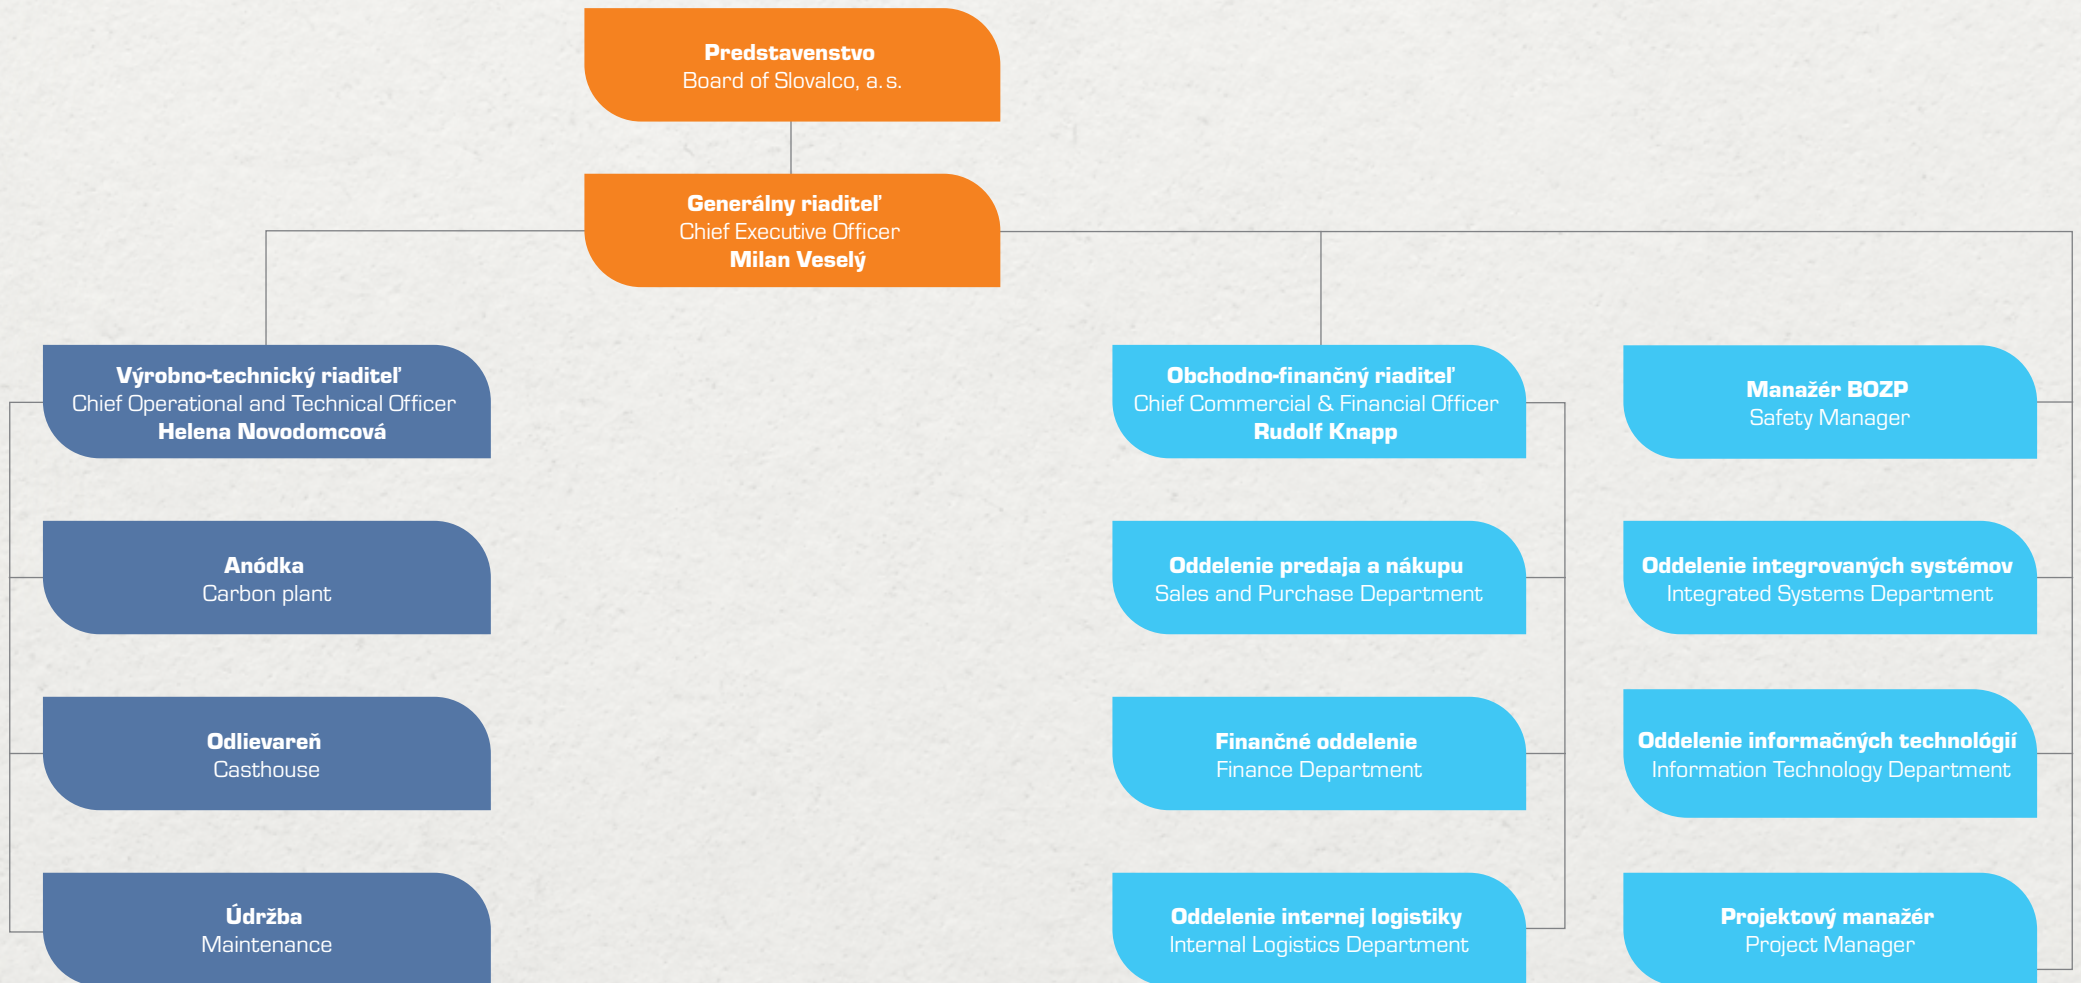 Predstavenstvo
Board of Slovalco, a. s.
Generálny riaditeľ
Chief Executive Officer
Milan Veselý
Výrobno-technický riaditeľ
Chief Operational and Technical Officer
Helena Novodomcová
Anódka
Carbon plant
Odlievareň
Casthouse
Údržba
Maintenance
Obchodno-finančný riaditeľ
Chief Commercial & Financial Officer
Rudolf Knapp
Oddelenie predaja a nákupu
Sales and Purchase Department
Finančné oddelenie
Finance Department
Oddelenie internej logistiky
Internal Logistics Department
Manažér BOZP
Safety Manager
Oddelenie integrovaných systémov
Integrated Systems Department
Oddelenie informačných technológií
Information Technology Department
Projektový manažér
Project Manager